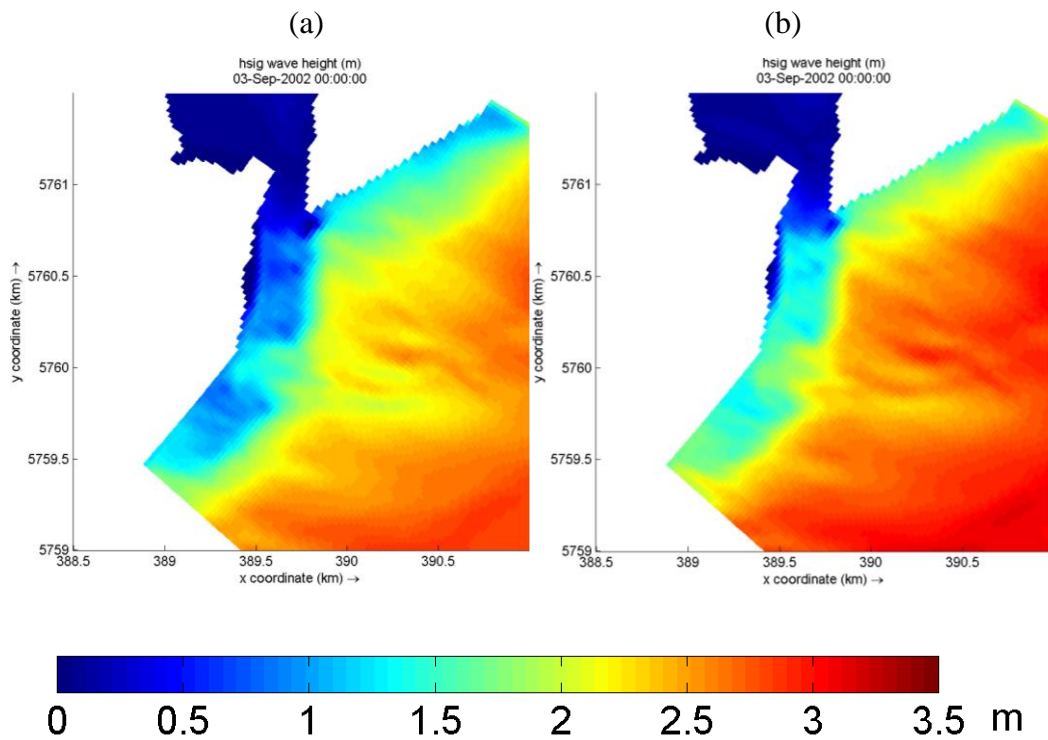 (a) (b)
hsig wave height (m) hsig wave height (m)
03-Sep-2002 00:00:00 03-Sep-2002 00:00:00
5761 5761
5760.5 5760.5
y coordinate (km) → y coordinate (km) →
5760 5760
5759.5 5759.5
5759 5759
388.5 389 389.5 390 390.5 388.5 389 389.5 390 390.5
x coordinate (km) → x coordinate (km) →
0 0.5 1 1.5 2 2.5 3 3.5 m